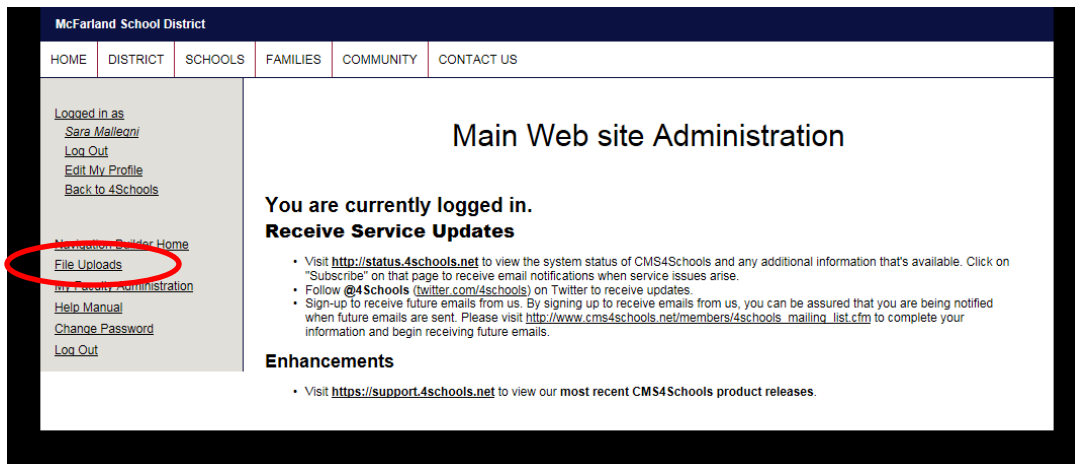 McFarland School District
HOME DISTRICT SCHOOLS FAMILIES COMMUNITY CONTACT US
Logged in as
Sara Mallegni
Log Out
Edit My Profile
Back to 4Schools
Navigation Builder Home
File Uploads
My Faculty Administration
Help Manual
Change Password
Log Out
Main Web site Administration
You are currently logged in.
Receive Service Updates
• Visit http://status.4schools.net to view the system status of CMS4Schools and any additional information that's available. Click on
"Subscribe" on that page to receive email notifications when service issues arise.
• Follow @4Schools (twitter.com/4schools) on Twitter to receive updates.
• Sign-up to receive future emails from us. By signing up to receive emails from us, you can be assured that you are being notified
when future emails are sent. Please visit http://www.cms4schools.net/members/4schools_mailing_list.cfm to complete your
information and begin receiving future emails.
Enhancements
• Visit https://support.4schools.net to view our most recent CMS4Schools product releases.